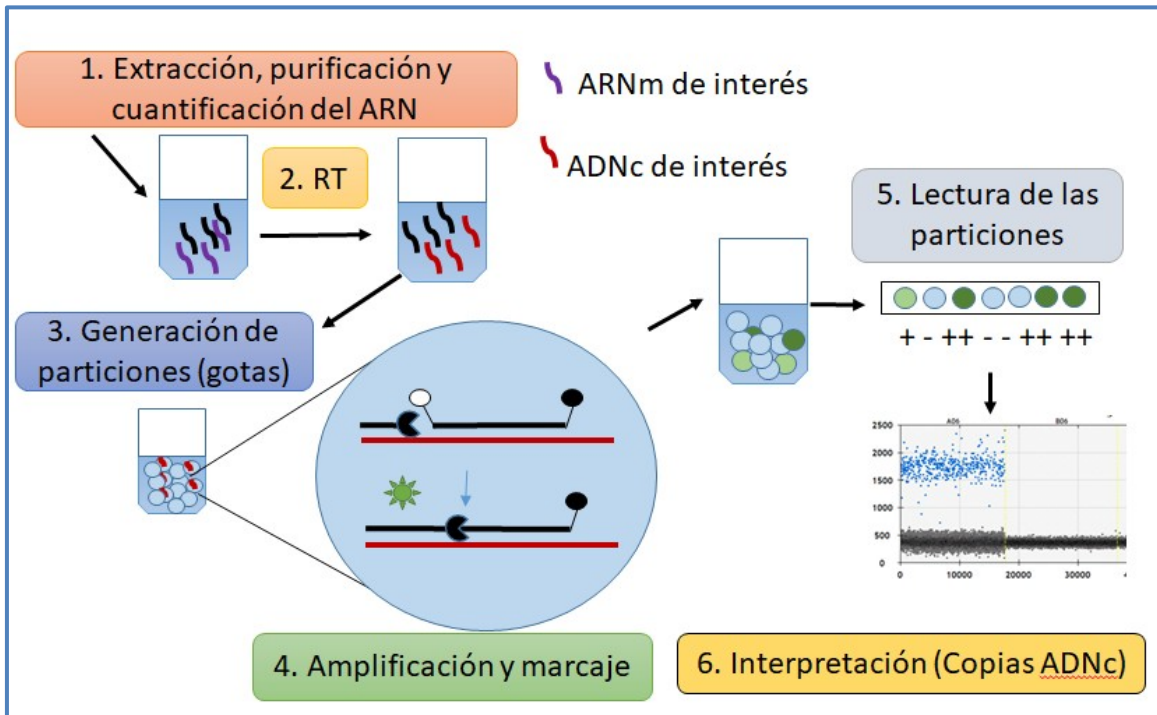 1. Extracción, purificación y
cuantificación del ARN
ARNm de interés
2. RT
ADNc de interés
5. Lectura de las
particiones
3. Generación de
particiones (gotas)
+ - ++ - - ++ ++
A06 B06
2500
2000
1500
1000
500
0
0 10000 20000 30000
4. Amplificación y marcaje
6. Interpretación (Copias ADNc)